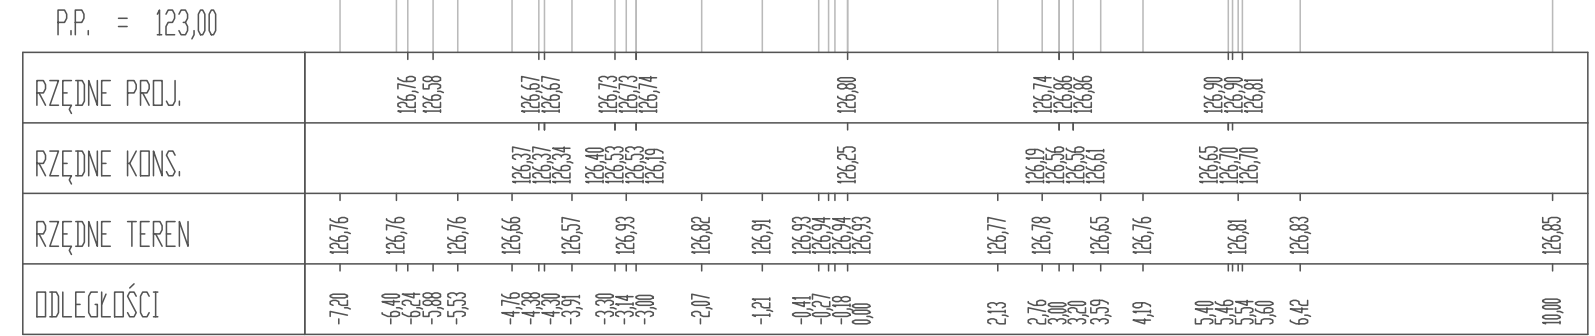 P.P. = 123,00
RZĘDNE PROJ. 126,76 126,58 126,67 126,67 126,73 126,73 126,74 126,80 126,74 126,86 126,86 126,90 126,90 126,81
RZĘDNE KONS. 126,37 126,37 126,34 126,40 126,53 126,53 126,19 126,25 126,19 126,56 126,56 126,61 126,65 126,70 126,70
RZĘDNE TEREN 126,76 126,76 126,76 126,66 126,57 126,93 126,82 126,91 126,93 126,94 126,94 126,93 126,77 126,78 126,65 126,76 126,81 126,83 126,85
ODLEGŁOŚCI -7,20 -6,40 -6,24 -5,88 -5,53 -4,76 -4,38 -4,30 -3,91 -3,30 -3,14 -3,00 -2,07 -1,21 -0,41 -0,27 -0,18 0,00 2,13 2,76 3,00 3,20 3,59 4,19 5,40 5,46 5,54 5,60 6,42 10,00